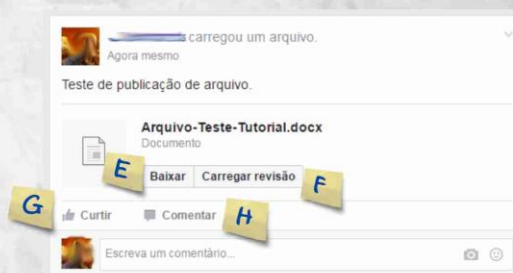 carregou um arquivo.
Agora mesmo
Teste de publicação de arquivo.
Arquivo-Teste-Tutorial.docx
Documento
E Baixar Carregar revisão F
G Curtir Comentar H
Escreva um comentário...